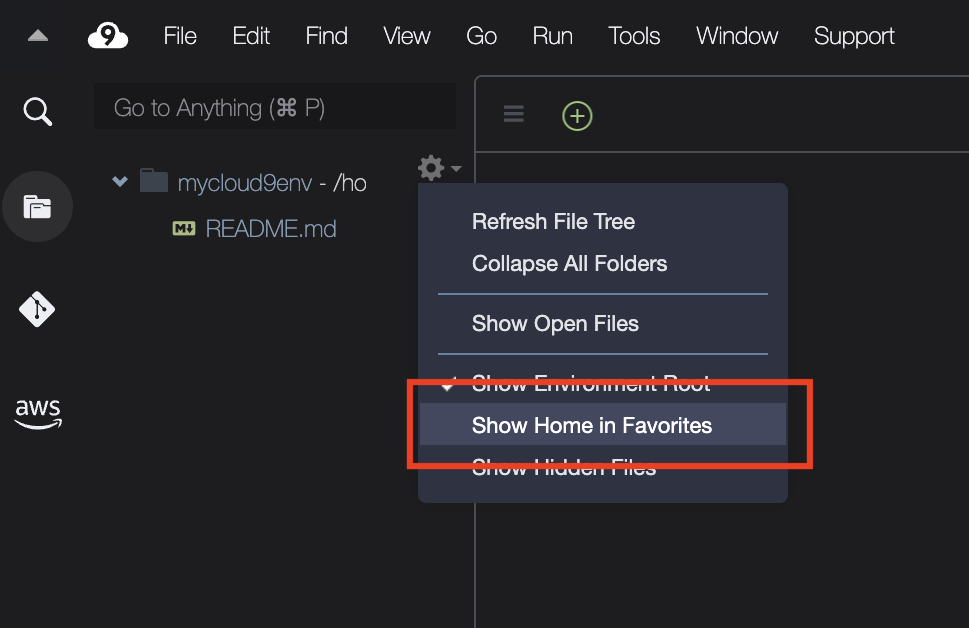 9 File Edit Find View Go Run Tools Window Support
Go to Anything (⌘ P)
mycloud9env - /ho
M↓ README.md
Refresh File Tree
Collapse All Folders
Show Open Files
Show Environment Root
Show Home in Favorites
Show Hidden Files
aws